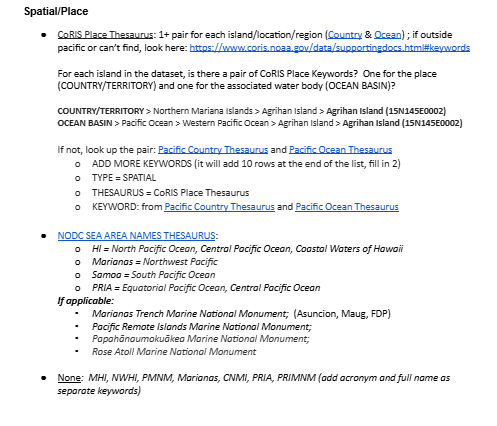 Spatial/Place
• CoRIS Place Thesaurus: 1+ pair for each island/location/region (Country & Ocean) ; if outside
pacific or can't find, look here: https://www.coris.noaa.gov/data/supportingdocs.html#keywords
For each island in the dataset, is there a pair of CoRIS Place Keywords?  One for the place
(COUNTRY/TERRITORY) and one for the associated water body (OCEAN BASIN)?
COUNTRY/TERRITORY > Northern Mariana Islands > Agrihan Island > Agrihan Island (15N145E0002)
OCEAN BASIN > Pacific Ocean > Western Pacific Ocean > Agrihan Island > Agrihan Island (15N145E0002)
If not, look up the pair: Pacific Country Thesaurus and Pacific Ocean Thesaurus
o ADD MORE KEYWORDS (it will add 10 rows at the end of the list, fill in 2)
o TYPE = SPATIAL
o THESAURUS = CoRIS Place Thesaurus
o KEYWORD: from Pacific Country Thesaurus and Pacific Ocean Thesaurus
• NODC SEA AREA NAMES THESAURUS:
o HI = North Pacific Ocean, Central Pacific Ocean, Coastal Waters of Hawaii
o Marianas = Northwest Pacific
o Samoa = South Pacific Ocean
o PRIA = Equatorial Pacific Ocean, Central Pacific Ocean
If applicable:
• Marianas Trench Marine National Monument;  (Asuncion, Maug, FDP)
• Pacific Remote Islands Marine National Monument;
• Papahānaumokuākea Marine National Monument;
• Rose Atoll Marine National Monument
• None:  MHI, NWHI, PMNM, Marianas, CNMI, PRIA, PRIMNM (add acronym and full name as
separate keywords)